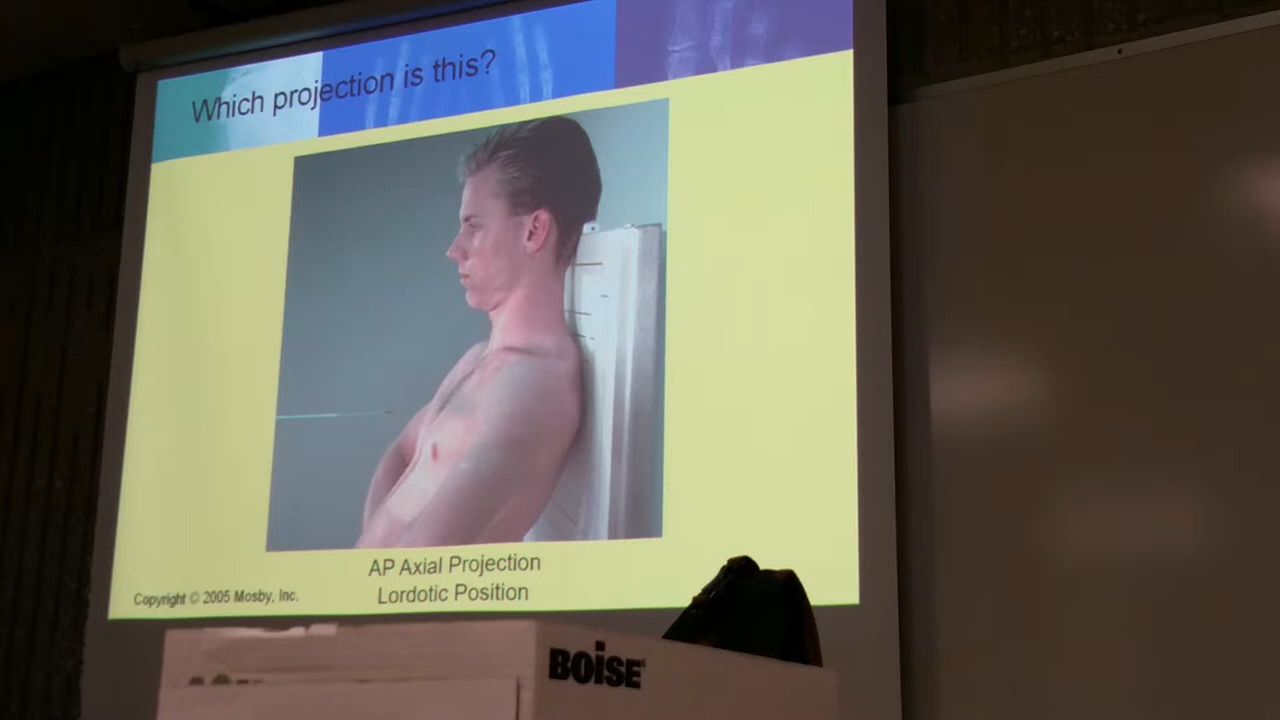 Which projection is this?
AP Axial Projection
Lordotic Position
Copyright © 2005 Mosby, Inc.
BOiSE